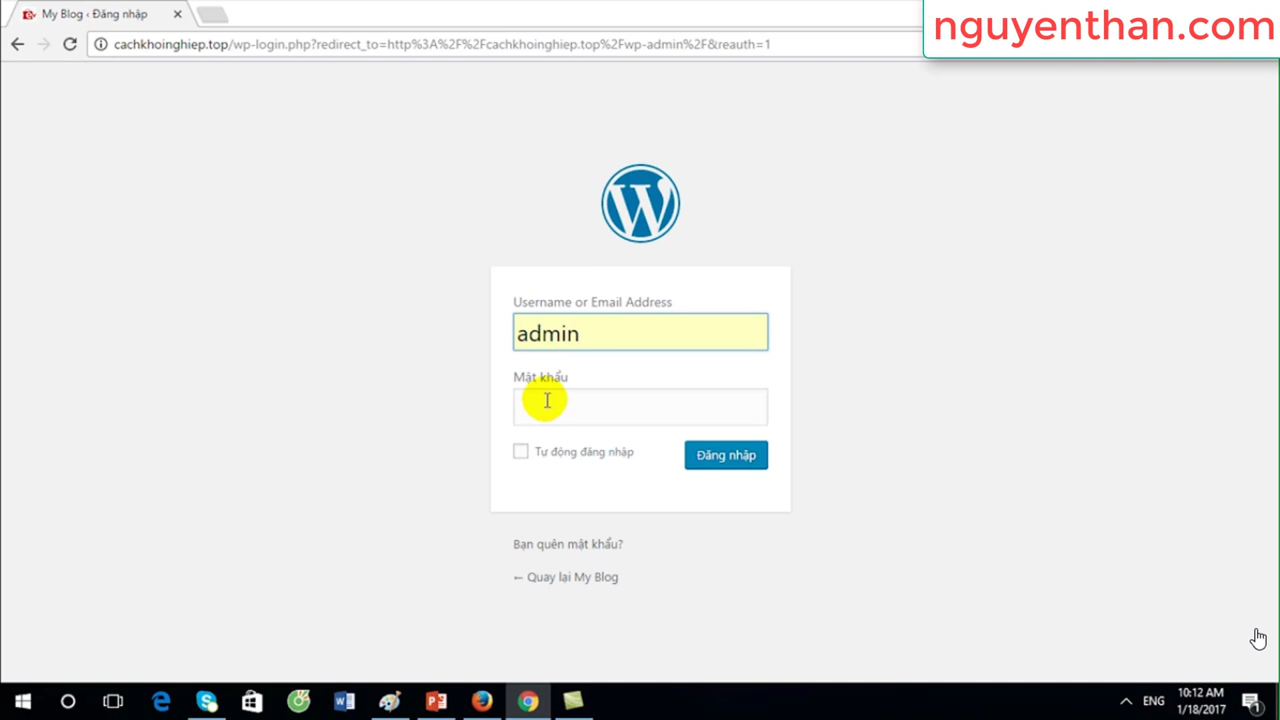 My Blog ‹ Đăng nhập
nguyenthan.com
cachkhoinghiep.top/wp-login.php?redirect_to=http%3A%2F%2Fcachkhoinghiep.top%2Fwp-admin%2F&reauth=1
Username or Email Address
admin
Mật khẩu
Tự động đăng nhập
Đăng nhập
Bạn quên mật khẩu?
← Quay lại My Blog
ENG
10:12 AM
1/18/2017